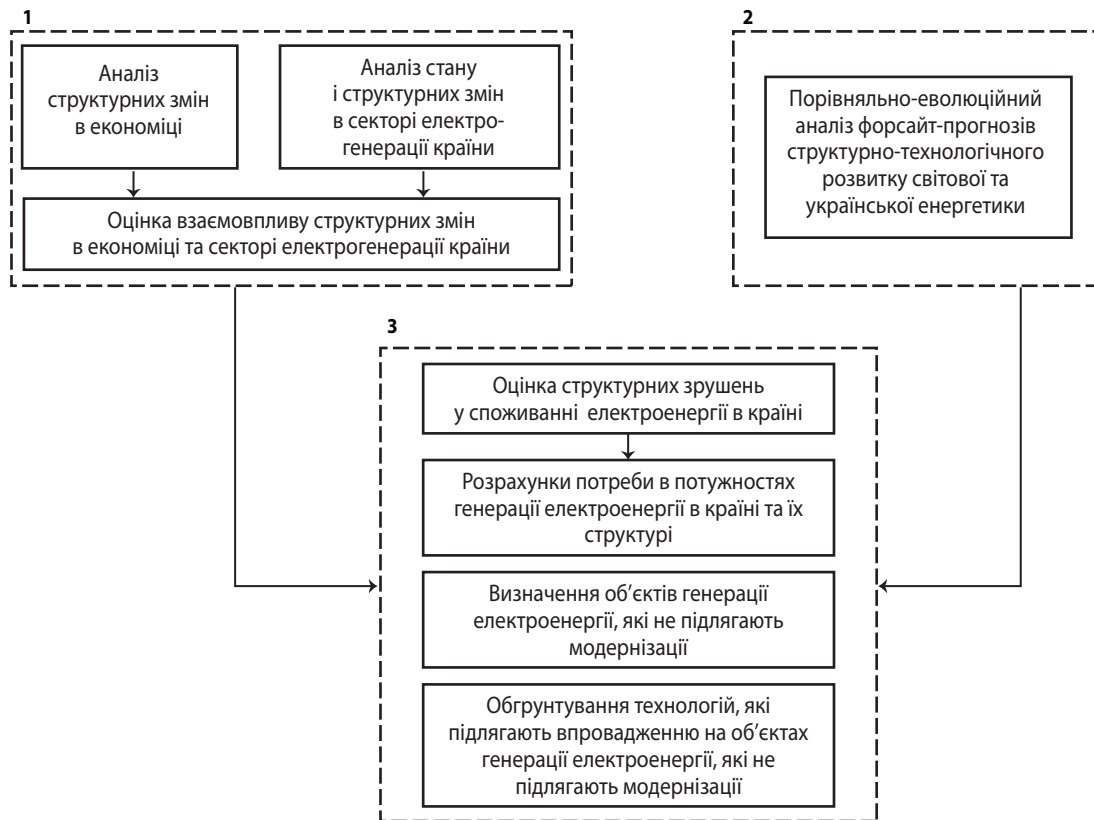 1
Аналіз
структурних змін
в економіці
Аналіз стану
і структурних змін
в секторі електро-
генерації країни
Оцінка взаємовпливу структурних змін
в економіці та секторі електрогенерації країни
2
Порівняльно-еволюційний
аналіз форсайт-прогнозів
структурно-технологічного
розвитку світової та
української енергетики
3
Оцінка структурних зрушень
у споживанні електроенергії в країні
Розрахунки потреби в потужностях
генерації електроенергії в країні та їх
структурі
Визначення об’єктів генерації
електроенергії, які не підлягають
модернізації
Обгрунтування технологій, які
підлягають впровадженню на об’єктах
генерації електроенергії, які не
підлягають модернізації